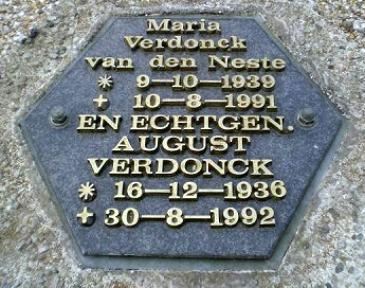 Maria
Verdonck
van den Neste
* 9-10-1939
+ 10-8-1991
EN ECHTGEN.
AUGUST
VERDONCK
* 16-12-1936
+ 30-8-1992